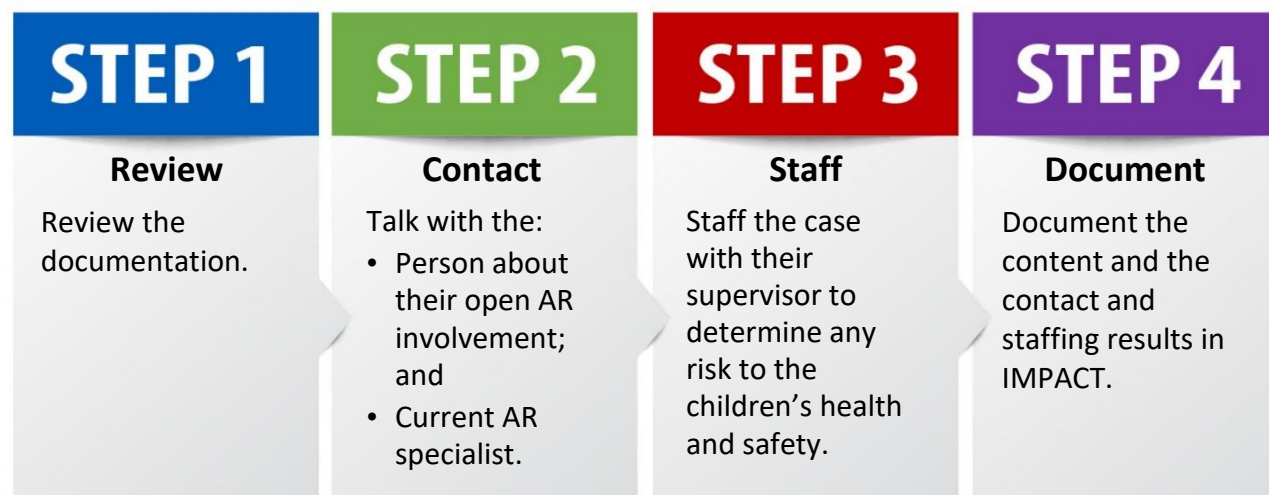 STEP 1
Review
Review the
documentation.
STEP 2
Contact
Talk with the:
• Person about
their open AR
involvement;
and
• Current AR
specialist.
STEP 3
Staff
Staff the case
with their
supervisor to
determine any
risk to the
children’s health
and safety.
STEP 4
Document
Document the
content and the
contact and
staffing results in
IMPACT.